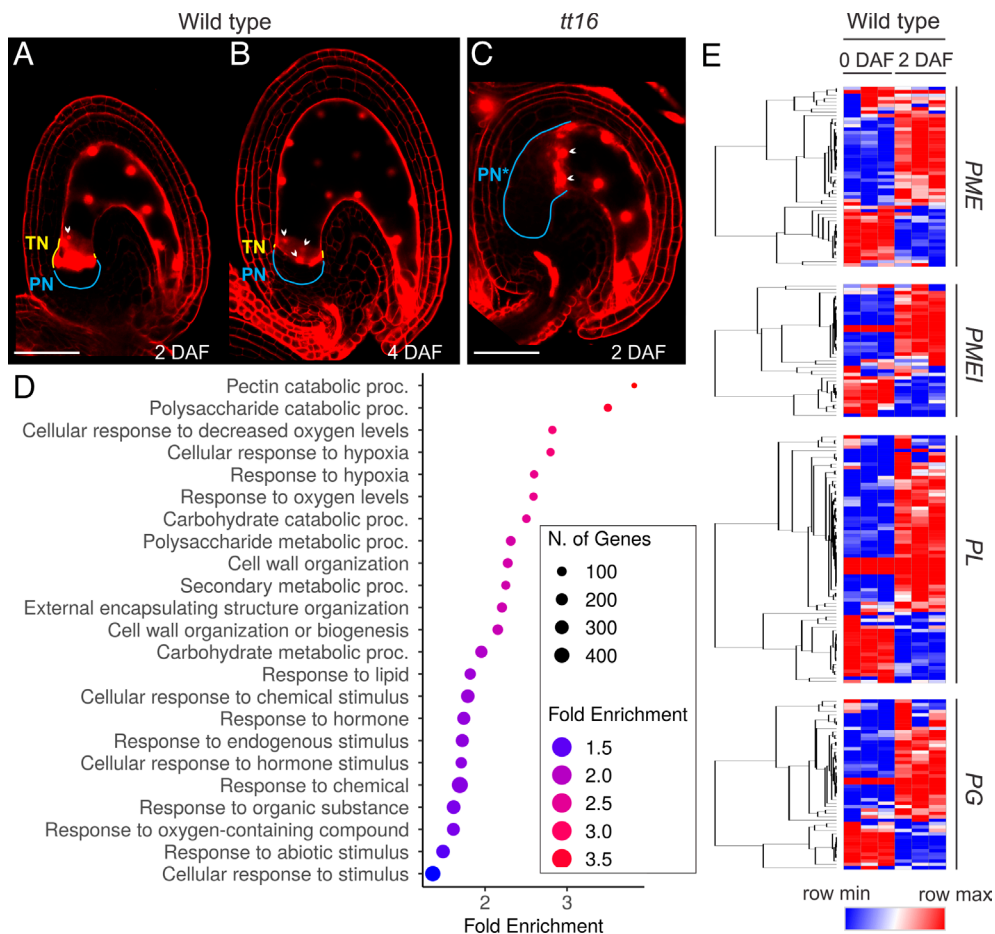 Wild type
tt16
A
B
C
TN
PN
2 DAF
TN
PN
4 DAF
PN*
2 DAF
D
Pectin catabolic proc.
Polysaccharide catabolic proc.
Cellular response to decreased oxygen levels
Cellular response to hypoxia
Response to hypoxia
Response to oxygen levels
Carbohydrate catabolic proc.
Polysaccharide metabolic proc.
Cell wall organization
Secondary metabolic proc.
External encapsulating structure organization
Cell wall organization or biogenesis
Carbohydrate metabolic proc.
Response to lipid
Cellular response to chemical stimulus
Response to hormone
Response to endogenous stimulus
Cellular response to hormone stimulus
Response to chemical
Response to organic substance
Response to oxygen-containing compound
Response to abiotic stimulus
Cellular response to stimulus
2 3
Fold Enrichment
N. of Genes
100
200
300
400
Fold Enrichment
1.5
2.0
2.5
3.0
3.5
E
Wild type
0 DAF 2 DAF
PME
PMEI
PL
PG
row min row max